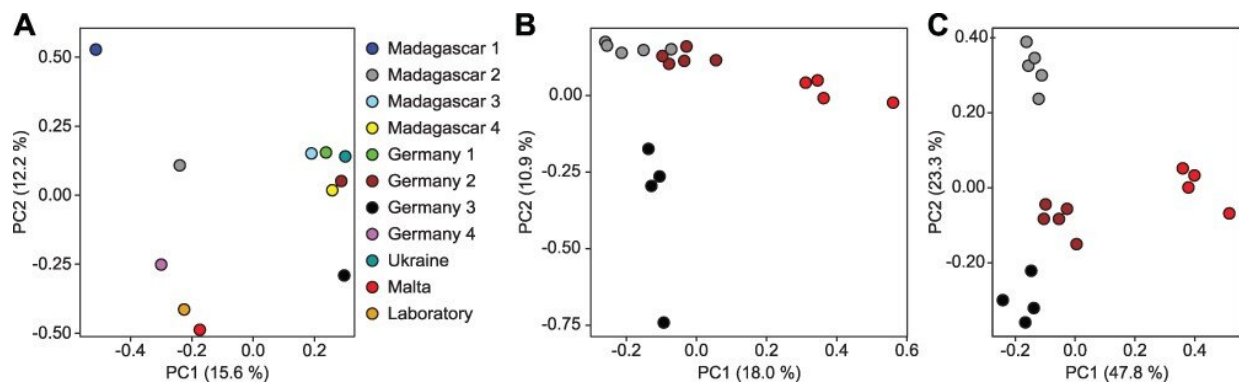 A
0.50
0.25
0.00
-0.25
-0.50
PC2 (12.2 %)
-0.4
-0.2
0.0
0.2
PC1 (15.6 %)
Madagascar 1
Madagascar 2
Madagascar 3
Madagascar 4
Germany 1
Germany 2
Germany 3
Germany 4
Ukraine
Malta
Laboratory
B
0.00
-0.25
-0.50
-0.75
PC2 (10.9 %)
-0.2
0.0
0.2
0.4
0.6
PC1 (18.0 %)
C
0.40
0.20
0.00
-0.20
PC2 (23.3 %)
-0.2
0.0
0.2
0.4
PC1 (47.8 %)